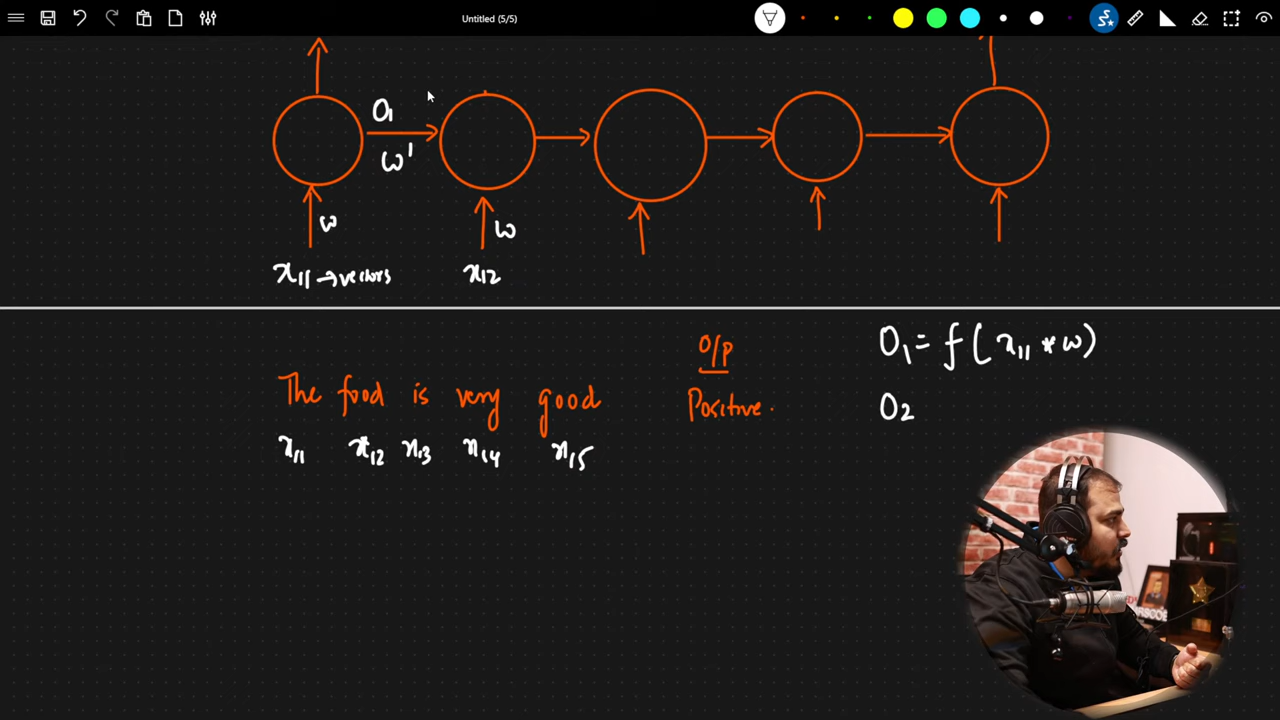 Untitled (5/5)
O₁
w'
w
w
x₁₁ → vectors
x₁₂
The food is very good
x₁₁ x₁₂ x₁₃ x₁₄ x₁₅
O/P
Positive.
O₁ = f(x₁₁ * w)
O₂